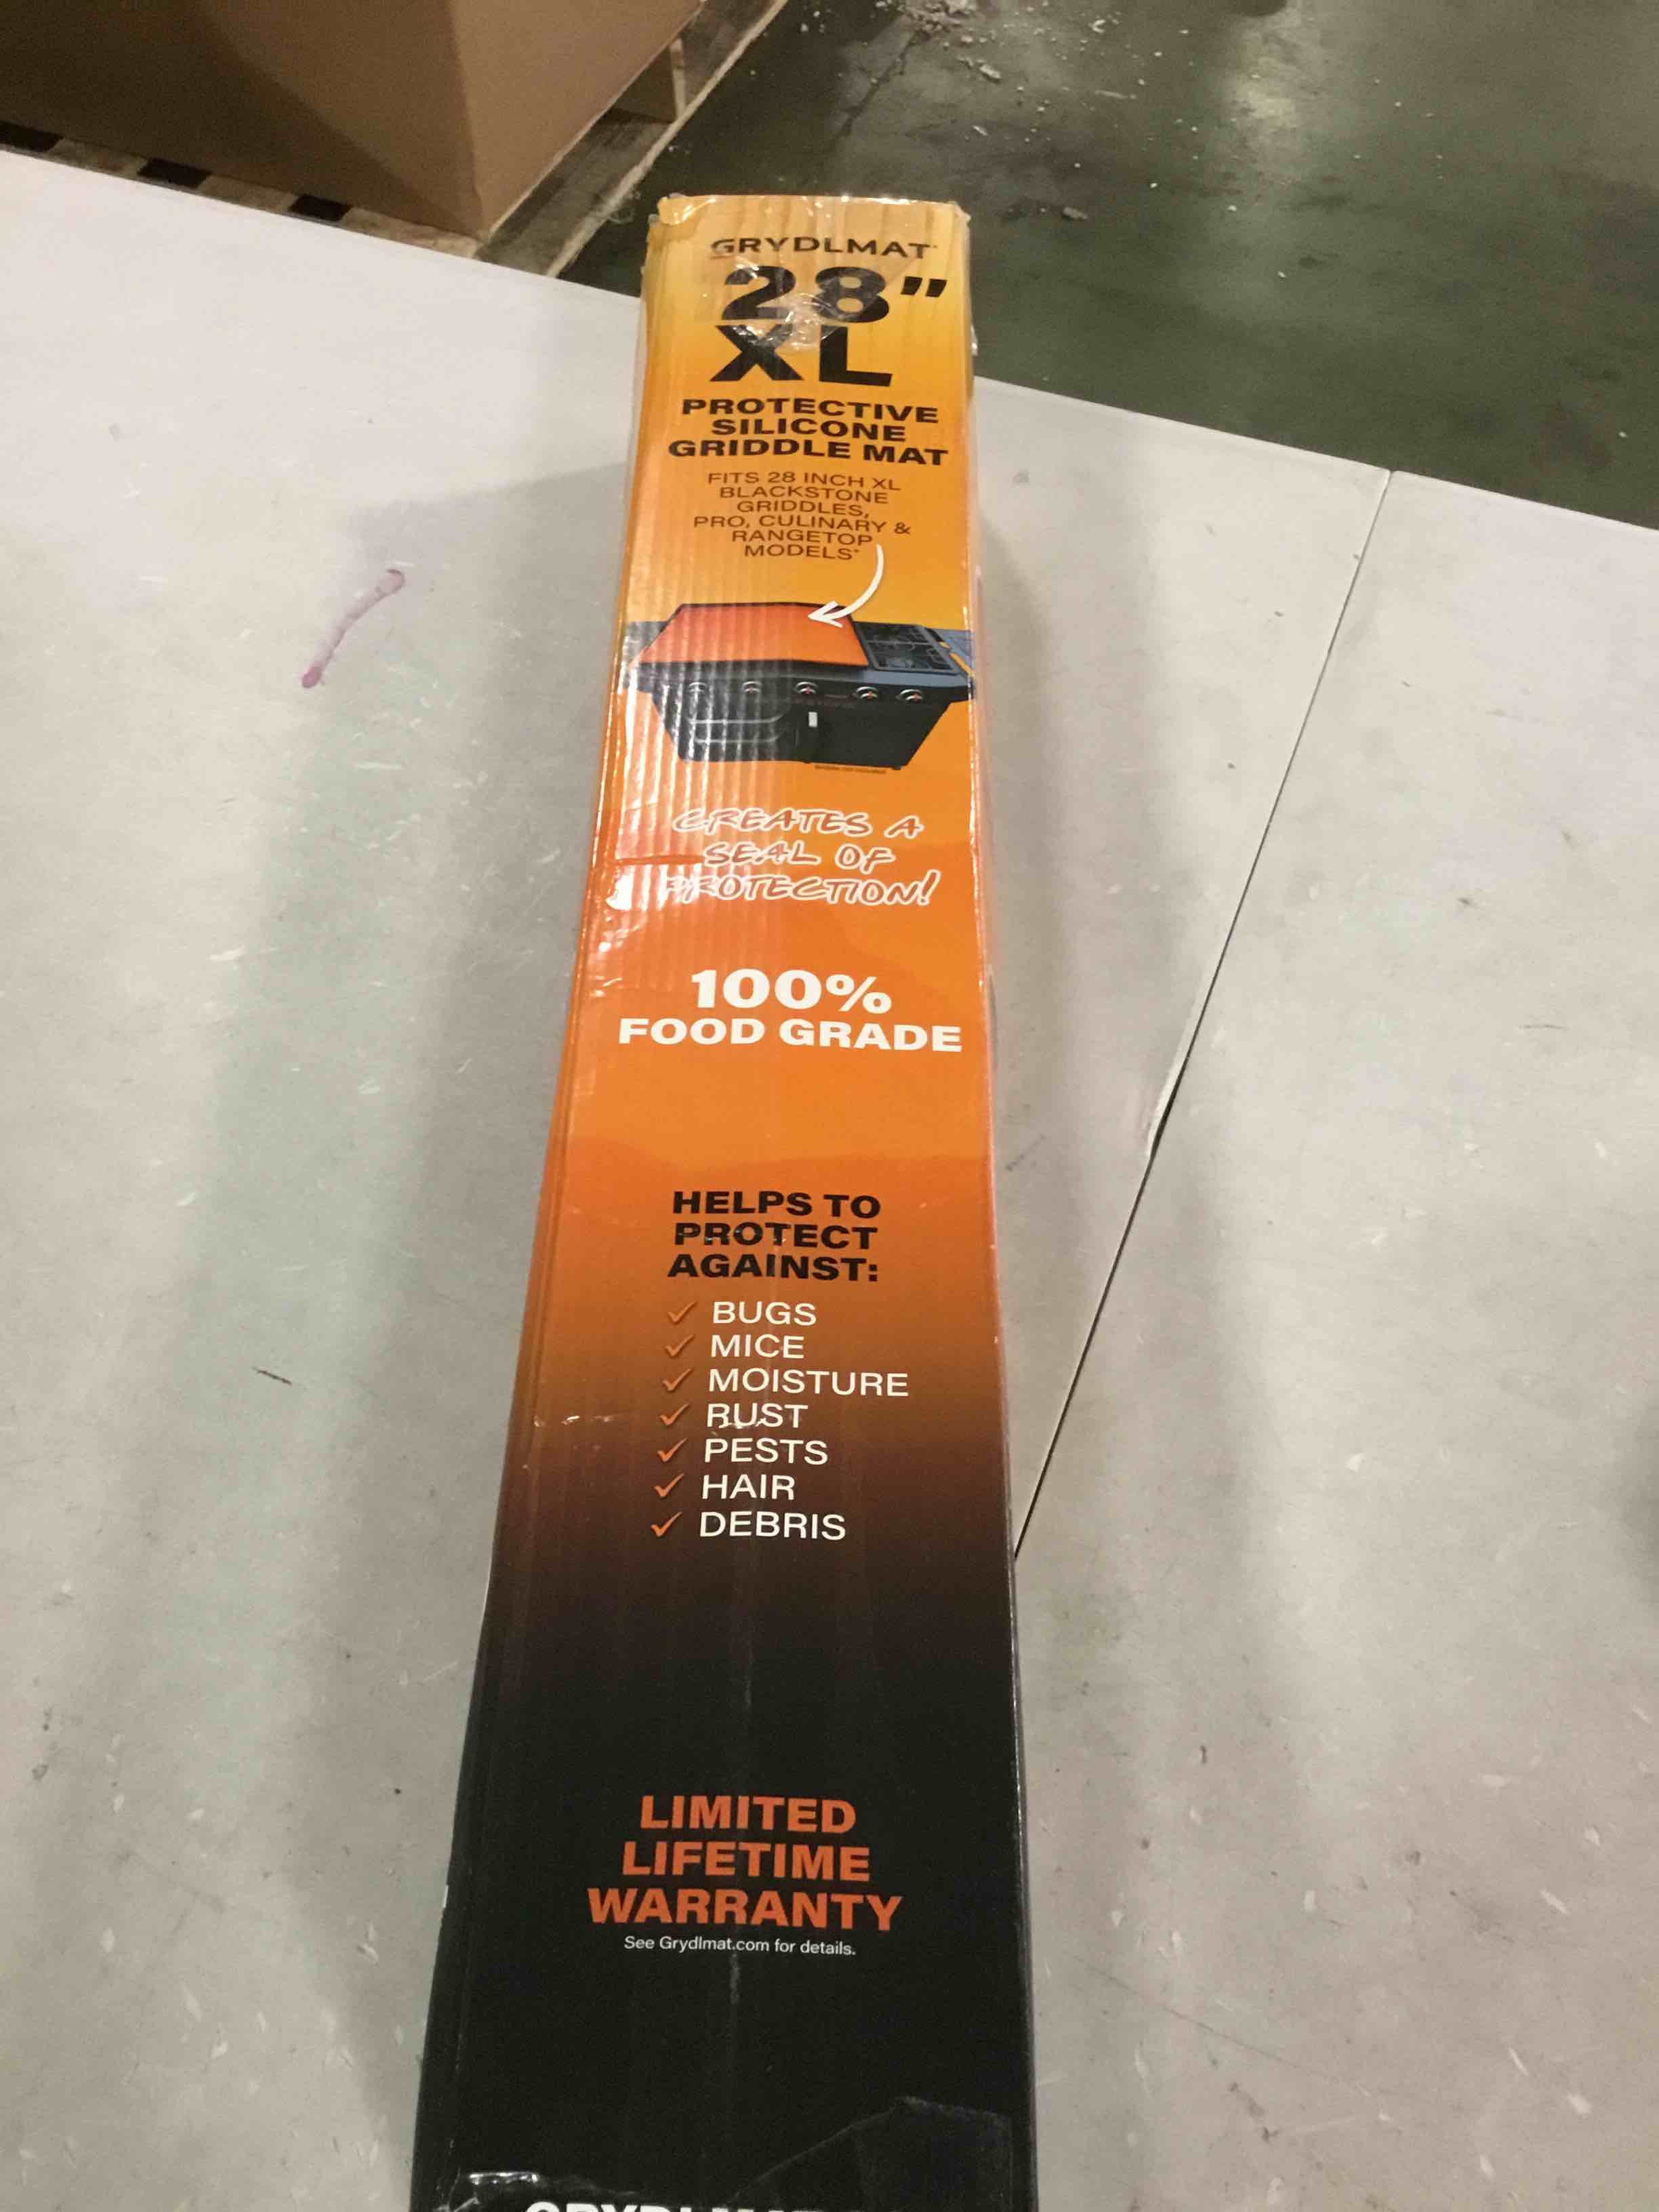 GRYDLMAT
28"
XL
PROTECTIVE
SILICONE
GRIDDLE MAT
FITS 28 INCH XL
BLACKSTONE
GRIDDLES,
PRO, CULINARY &
RANGETOP
MODELS*
CREATES A
SEAL OF
PROTECTION!
100%
FOOD GRADE
HELPS TO
PROTECT
AGAINST:
✓ BUGS
✓ MICE
✓ MOISTURE
✓ RUST
✓ PESTS
✓ HAIR
✓ DEBRIS
LIMITED
LIFETIME
WARRANTY
See Grydlmat.com for details.